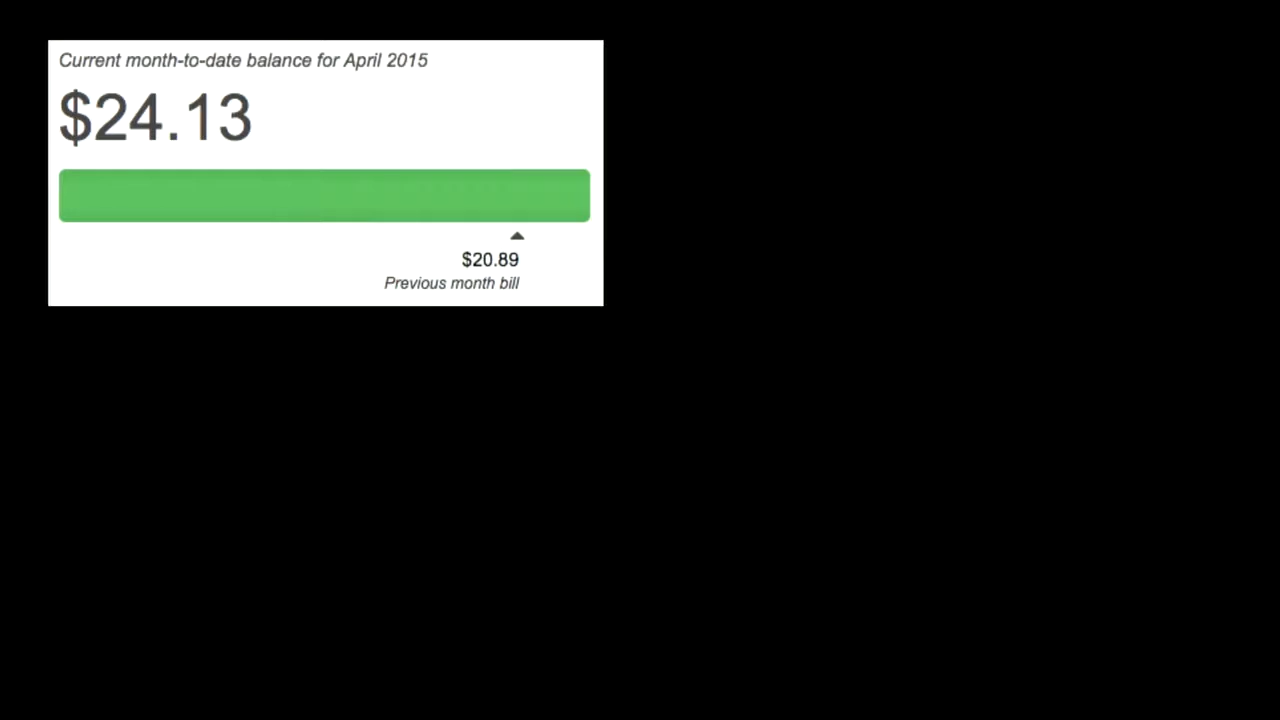 Current month-to-date balance for April 2015
$24.13
$20.89
Previous month bill